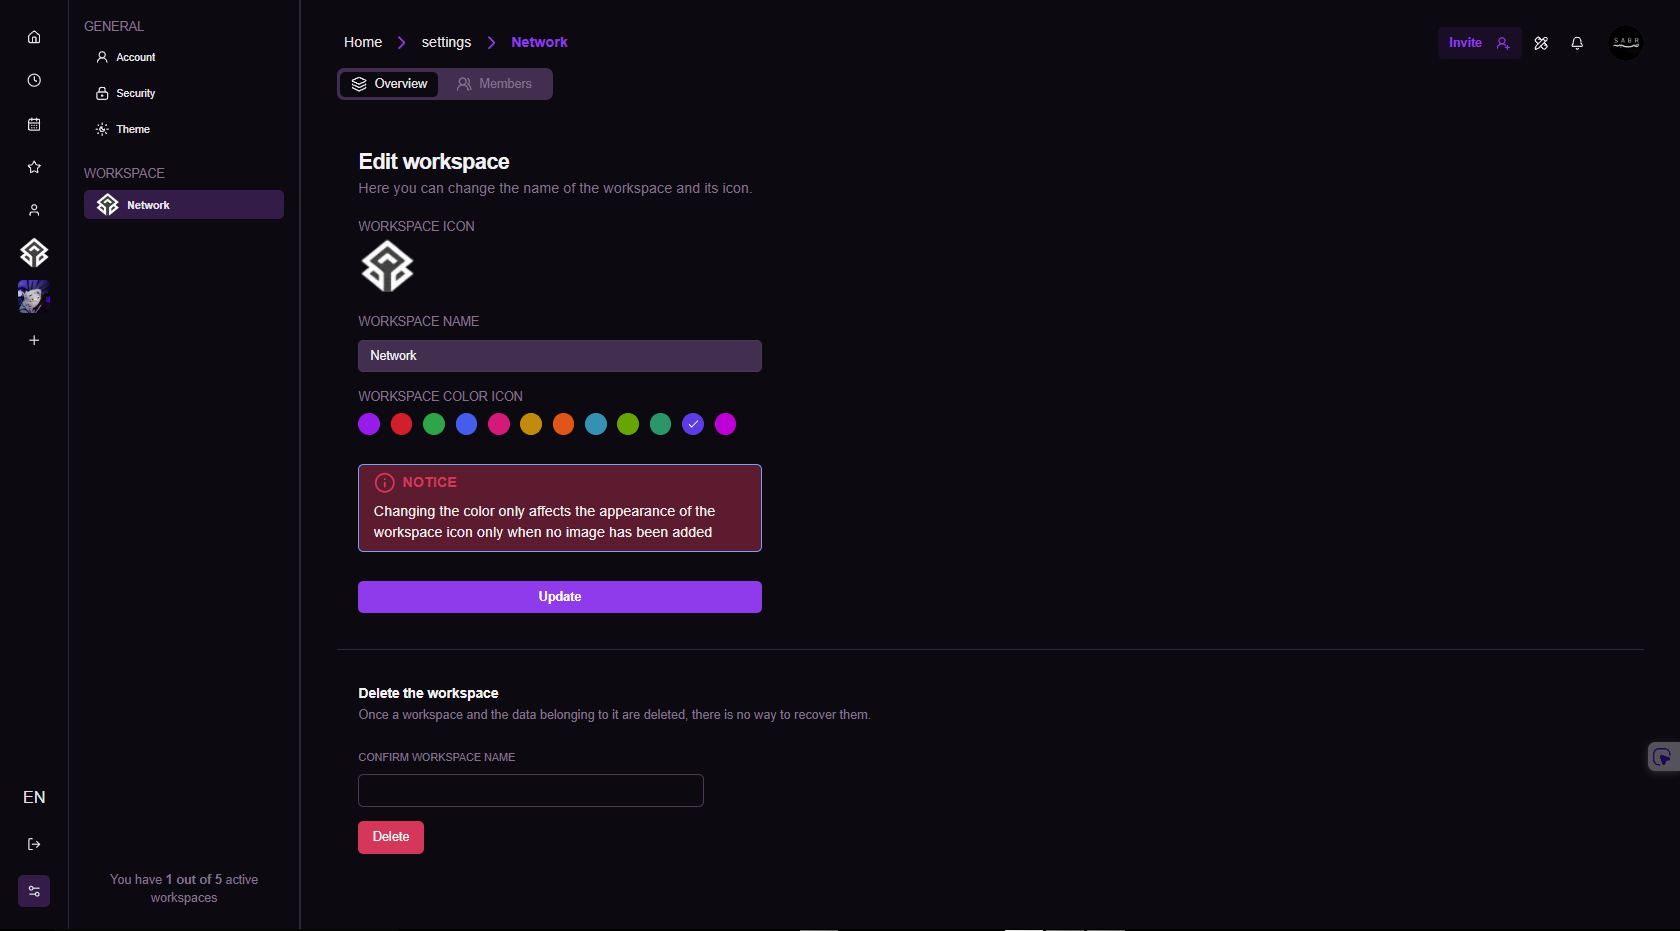 GENERAL
Account
Security
Theme
WORKSPACE
Network
EN
You have 1 out of 5 active
workspaces
Home
settings
Network
Invite
SABR
Overview
Members
Edit workspace
Here you can change the name of the workspace and its icon.
WORKSPACE ICON
WORKSPACE NAME
Network
WORKSPACE COLOR ICON
NOTICE
Changing the color only affects the appearance of the
workspace icon only when no image has been added
Update
Delete the workspace
Once a workspace and the data belonging to it are deleted, there is no way to recover them.
CONFIRM WORKSPACE NAME
Delete